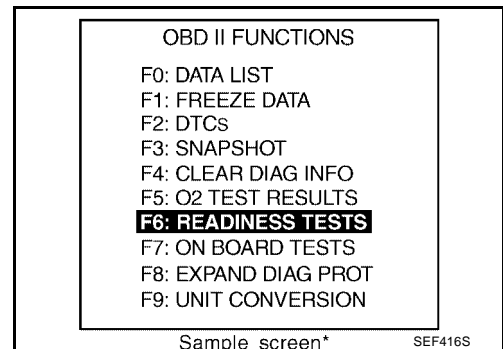 OBD II FUNCTIONS
F0: DATA LIST
F1: FREEZE DATA
F2: DTCs
F3: SNAPSHOT
F4: CLEAR DIAG INFO
F5: O2 TEST RESULTS
F6: READINESS TESTS
F7: ON BOARD TESTS
F8: EXPAND DIAG PROT
F9: UNIT CONVERSION
Sample screen*
SEF416S